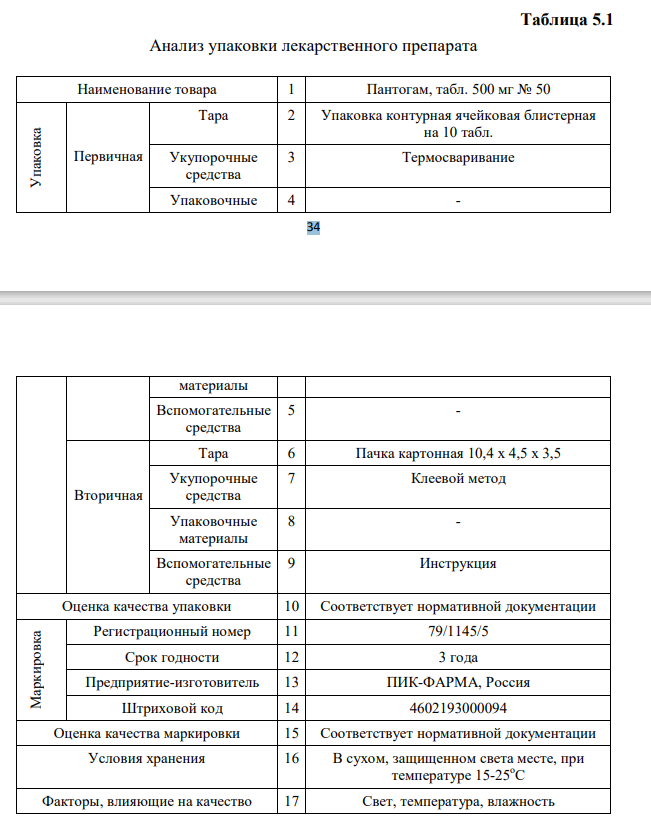 Таблица 5.1
Анализ упаковки лекарственного препарата
Наименование товара 1 Пантогам, табл. 500 мг № 50
Упаковка
Первичная
Тара 2 Упаковка контурная ячейковая блистерная
на 10 табл.
Укупорочные 3 Термосваривание
средства
Упаковочные 4 -
34
материалы
Вспомогательные 5 -
средства
Вторичная
Тара 6 Пачка картонная 10,4 х 4,5 х 3,5
Укупорочные 7 Клеевой метод
средства
Упаковочные 8 -
материалы
Вспомогательные 9 Инструкция
средства
Оценка качества упаковки 10 Соответствует нормативной документации
Маркировка
Регистрационный номер 11 79/1145/5
Срок годности 12 3 года
Предприятие-изготовитель 13 ПИК-ФАРМА, Россия
Штриховой код 14 4602193000094
Оценка качества маркировки 15 Соответствует нормативной документации
Условия хранения 16 В сухом, защищенном света месте, при
температуре 15-25°С
Факторы, влияющие на качество 17 Свет, температура, влажность